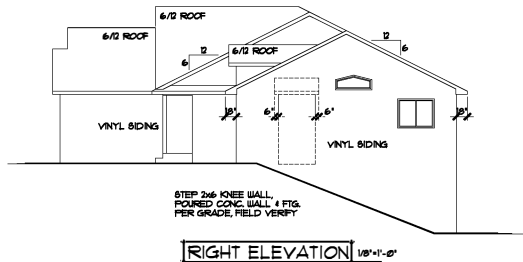 6/12 ROOF
6/12 ROOF
12
6
6/12 ROOF
12
6
18"
6"
6"
18"
VINYL SIDING
VINYL SIDING
STEP 2x6 KNEE WALL,
POURED CONC. WALL & FTG.
PER GRADE, FIELD VERIFY
RIGHT ELEVATION 1/8"=1'-0"